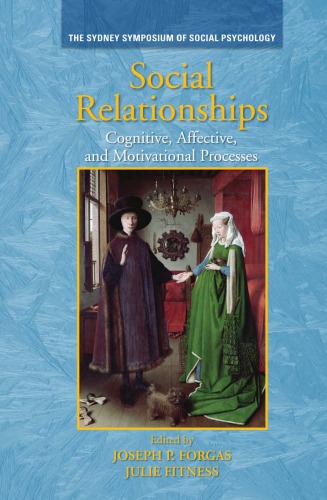 THE SYDNEY SYMPOSIUM OF SOCIAL PSYCHOLOGY
Social
Relationships
Cognitive, Affective,
and Motivational Processes
Edited by
JOSEPH P. FORGAS
JULIE FITNESS